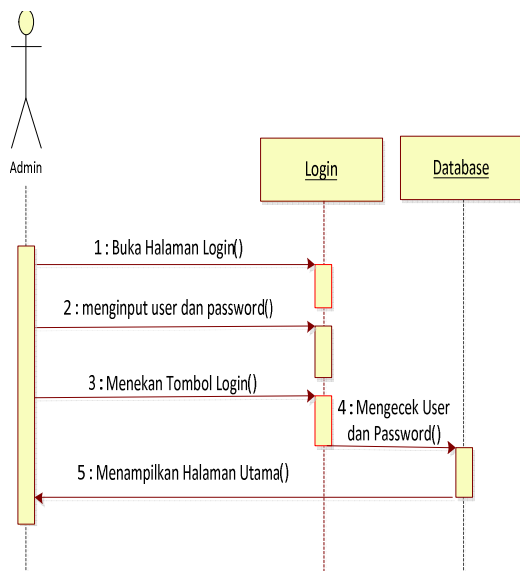 Admin
Login
Database
1 : Buka Halaman Login()
2 : menginput user dan password()
3 : Menekan Tombol Login()
4 : Mengecek User
dan Password()
5 : Menampilkan Halaman Utama()